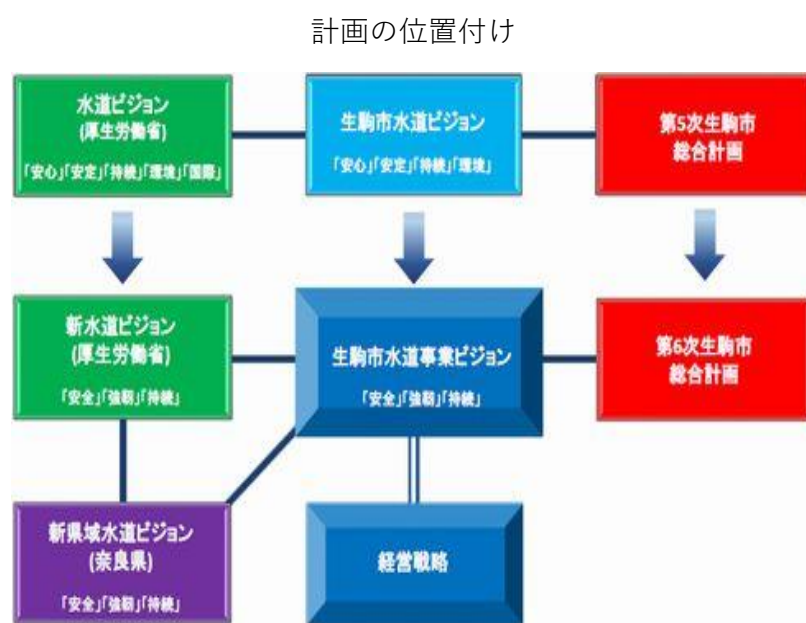 計画の位置付け
水道ビジョン
(厚生労働省)
「安心」「安定」「持続」「環境」「国際」
生駒市水道ビジョン
「安心」「安定」「持続」「環境」
第5次生駒市
総合計画
新水道ビジョン
(厚生労働省)
「安全」「強靭」「持続」
生駒市水道事業ビジョン
「安全」「強靭」「持続」
第6次生駒市
総合計画
新県域水道ビジョン
(奈良県)
「安全」「強靭」「持続」
経営戦略